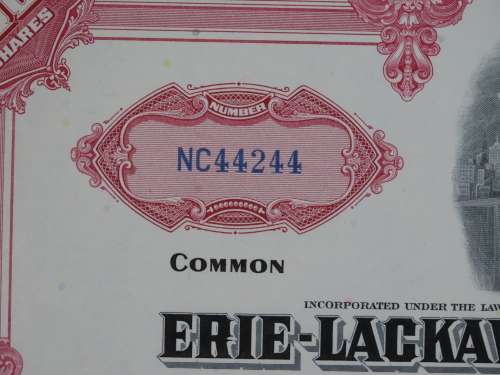 SHARES
NUMBER
NC44244
COMMON
INCORPORATED UNDER THE LAW
ERIE-LACKA